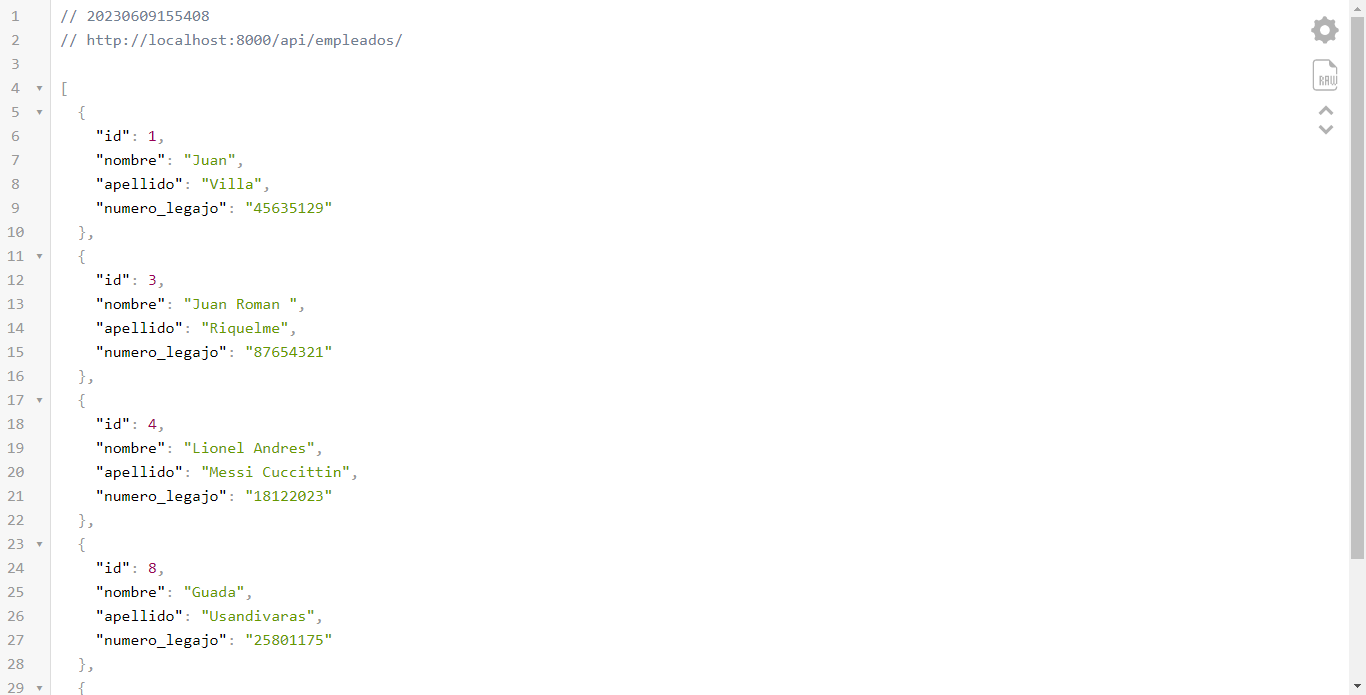 1 // 20230609155408
2 // http://localhost:8000/api/empleados/
3
4 [
5 {
6 "id": 1,
7 "nombre": "Juan",
8 "apellido": "Villa",
9 "numero_legajo": "45635129"
10 },
11 {
12 "id": 3,
13 "nombre": "Juan Roman ",
14 "apellido": "Riquelme",
15 "numero_legajo": "87654321"
16 },
17 {
18 "id": 4,
19 "nombre": "Lionel Andres",
20 "apellido": "Messi Cuccittin",
21 "numero_legajo": "18122023"
22 },
23 {
24 "id": 8,
25 "nombre": "Guada",
26 "apellido": "Usandivaras",
27 "numero_legajo": "25801175"
28 },
29 {
RAW